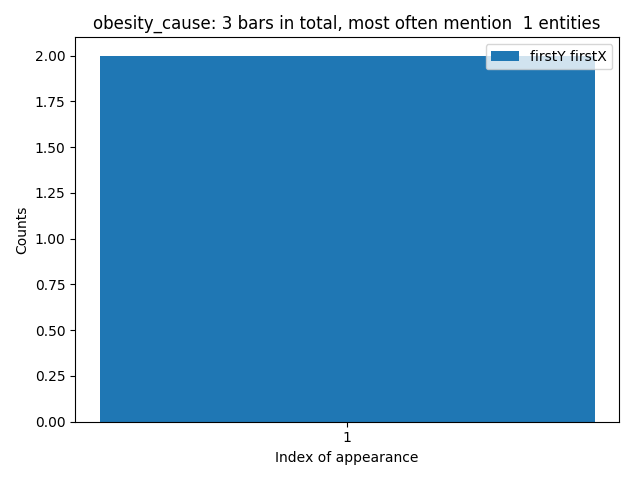 obesity_cause: 3 bars in total, most often mention  1 entities
firstY firstX
2.00
1.75
1.50
1.25
1.00
0.75
0.50
0.25
0.00
Counts
1
Index of appearance